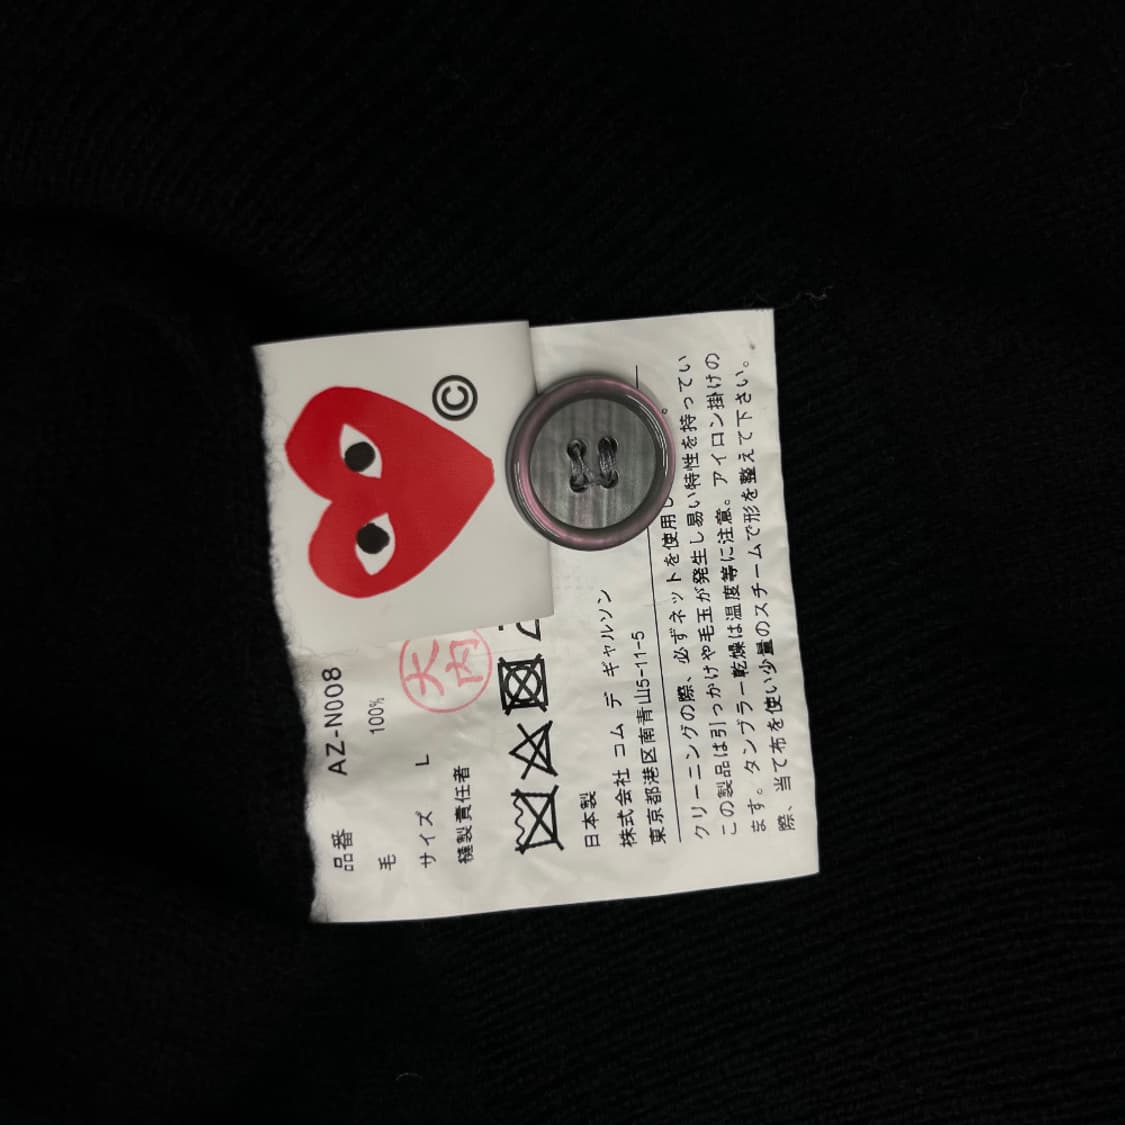 ©
品番 AZ-N008
毛 100%
サイズ L
縫製責任者
大内
日本製
株式会社 コム デ ギャルソン
東京都港区南青山5-11-5
クリーニングの際、必ずネットを使用し。
この製品は引っかけや毛玉が発生し易い特性を持ってい
ます。タンブラー乾燥は温度等に注意。アイロン掛けの
際、当て布を使い少量のスチームで形を整えて下さい。